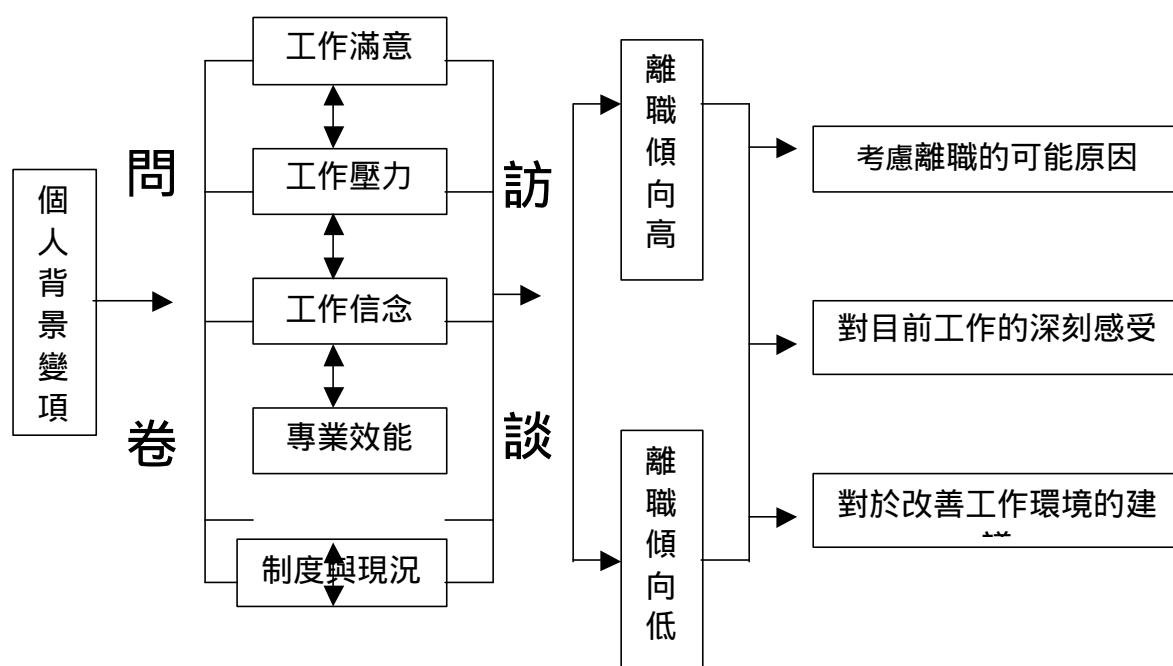 個人背景變項
問卷
工作滿意
工作壓力
工作信念
專業效能
制度與現況
訪談
離職傾向高
離職傾向低
考慮離職的可能原因
對目前工作的深刻感受
對於改善工作環境的建